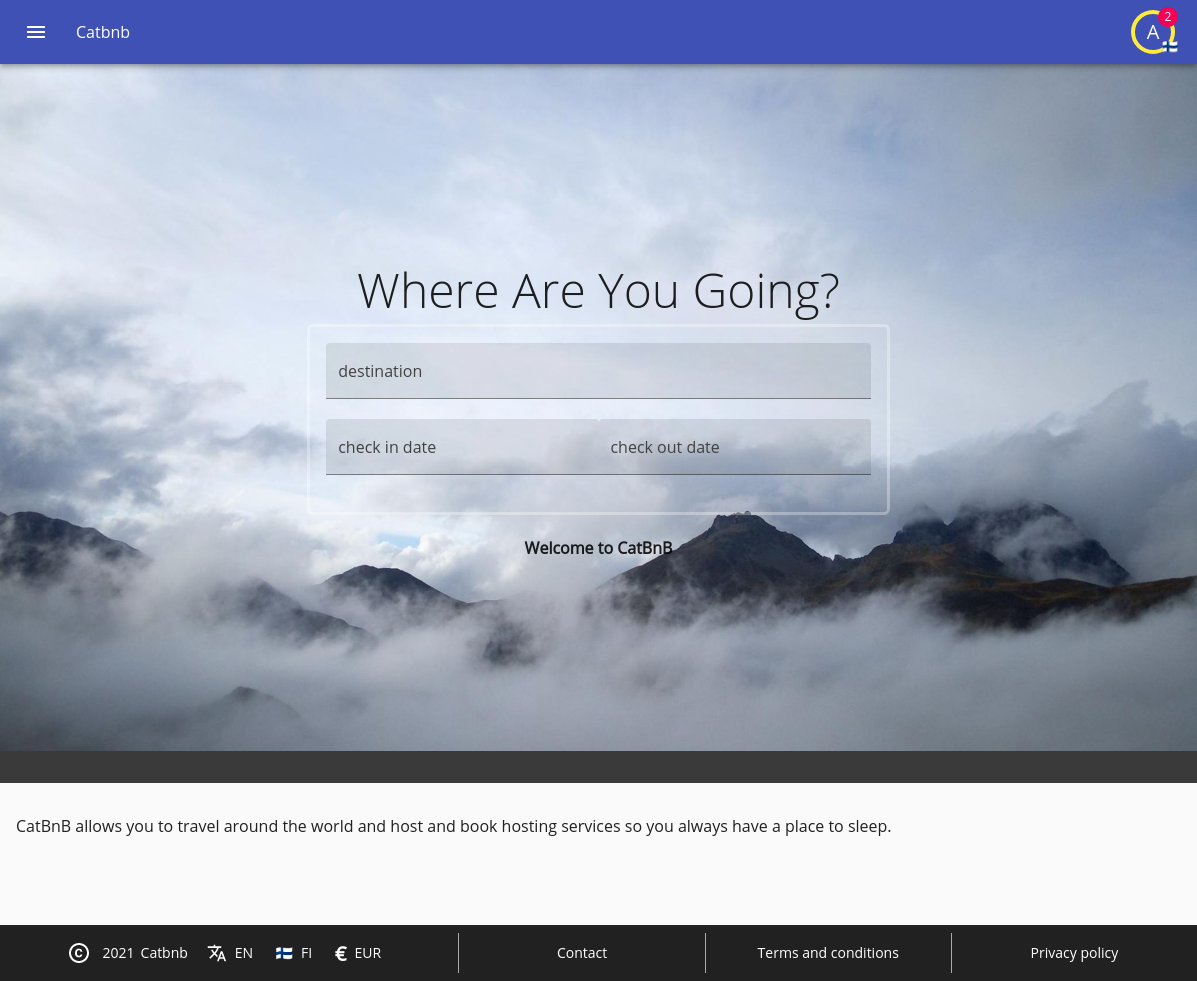 Catbnb
A
2
Where Are You Going?
destination
check in date check out date
Welcome to CatBnB
CatBnB allows you to travel around the world and host and book hosting services so you always have a place to sleep.
© 2021 Catbnb EN FI € EUR Contact Terms and conditions Privacy policy